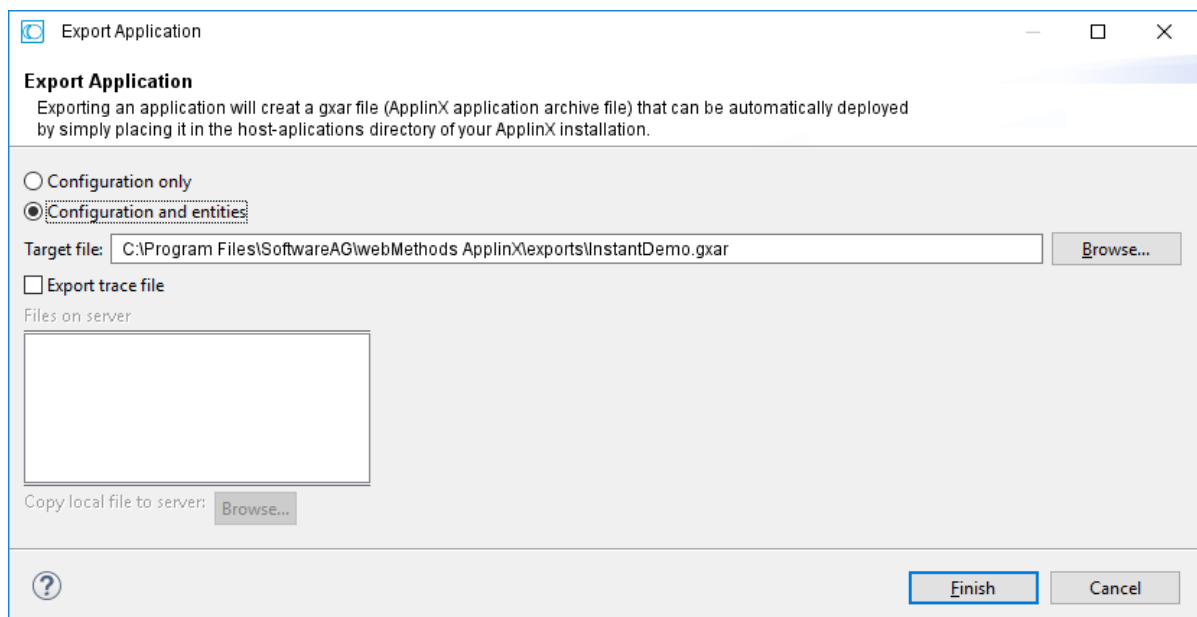 Export Application
Export Application
Exporting an application will creat a gxar file (ApplinX application archive file) that can be automatically deployed
by simply placing it in the host-aplications directory of your ApplinX installation.
Configuration only
Configuration and entities
Target file: C:\Program Files\SoftwareAG\webMethods ApplinX\exports\InstantDemo.gxar Browse...
Export trace file
Files on server
Copy local file to server: Browse...
? Finish Cancel